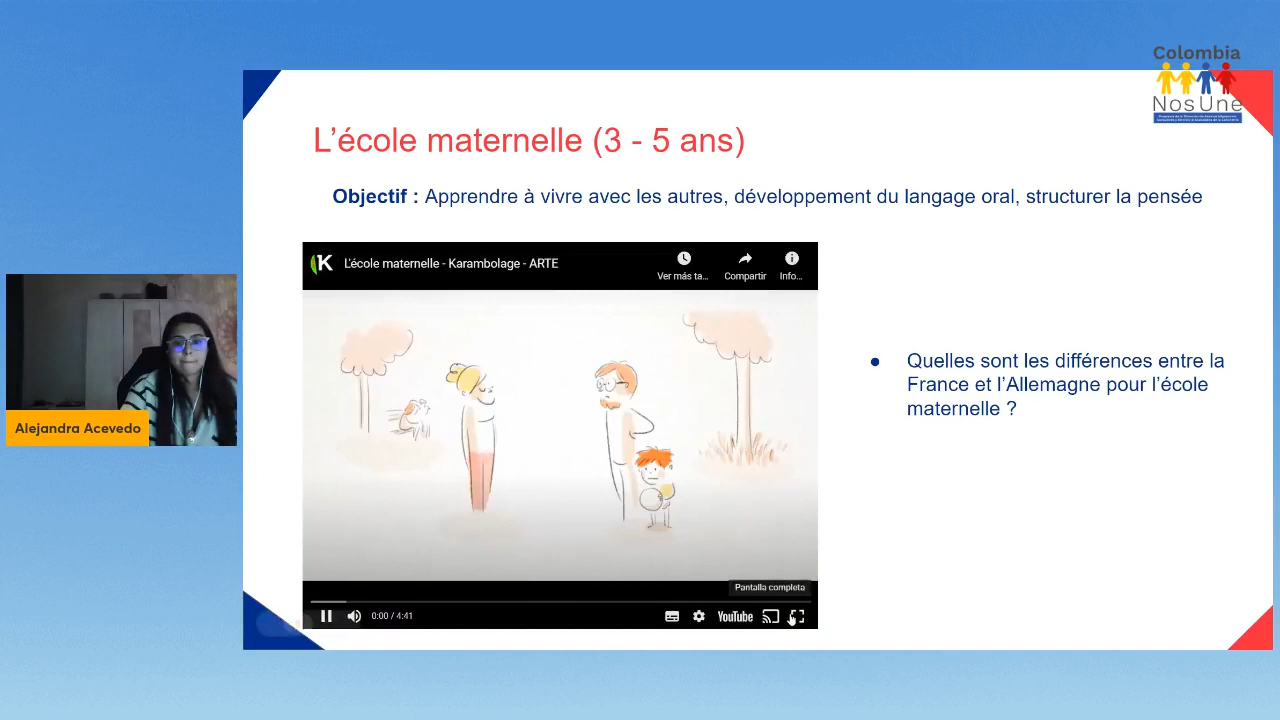 Colombia
NosUne
L'école maternelle (3 - 5 ans)
Objectif : Apprendre à vivre avec les autres, développement du langage oral, structurer la pensée
K
L'école maternelle - Karambolage - ARTE
Ver más ta...
Compartir
Info...
Quelles sont les différences entre la
France et l'Allemagne pour l'école
maternelle ?
Alejandra Acevedo
Pantalla completa
0:00 / 4:41
YouTube